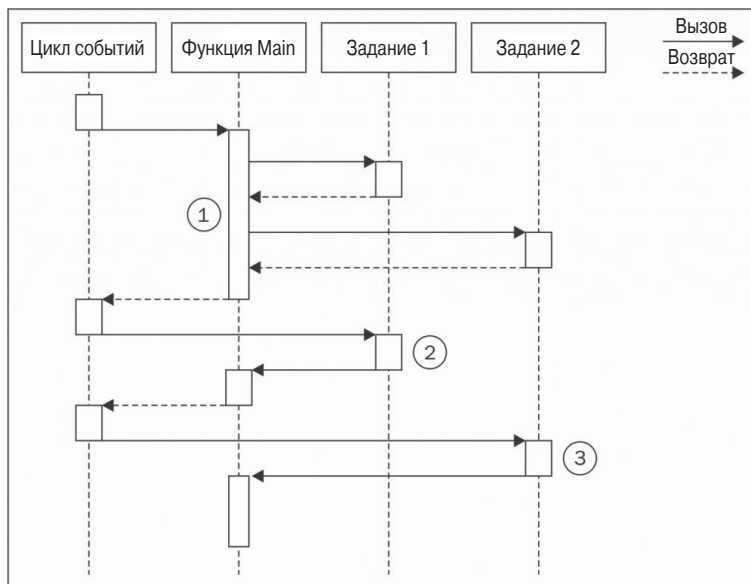 Цикл событий
Функция Main
Задание 1
Задание 2
Вызов
Возврат
1
2
3